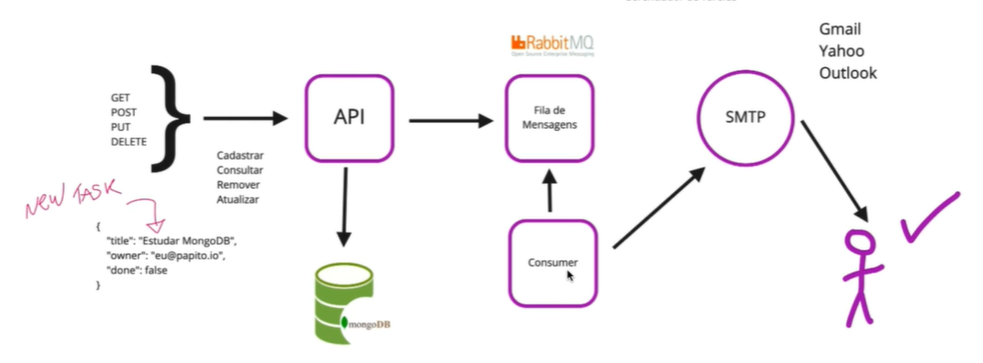 RabbitMQ
Open Source Enterprise Messaging
Gmail
Yahoo
Outlook
GET
POST
PUT
DELETE
API
Fila de
Mensagens
SMTP
Cadastrar
Consultar
Remover
Atualizar
NEW TASK
{
"title": "Estudar MongoDB",
"owner": "eu@papito.io",
"done": false
}
Consumer
mongoDB